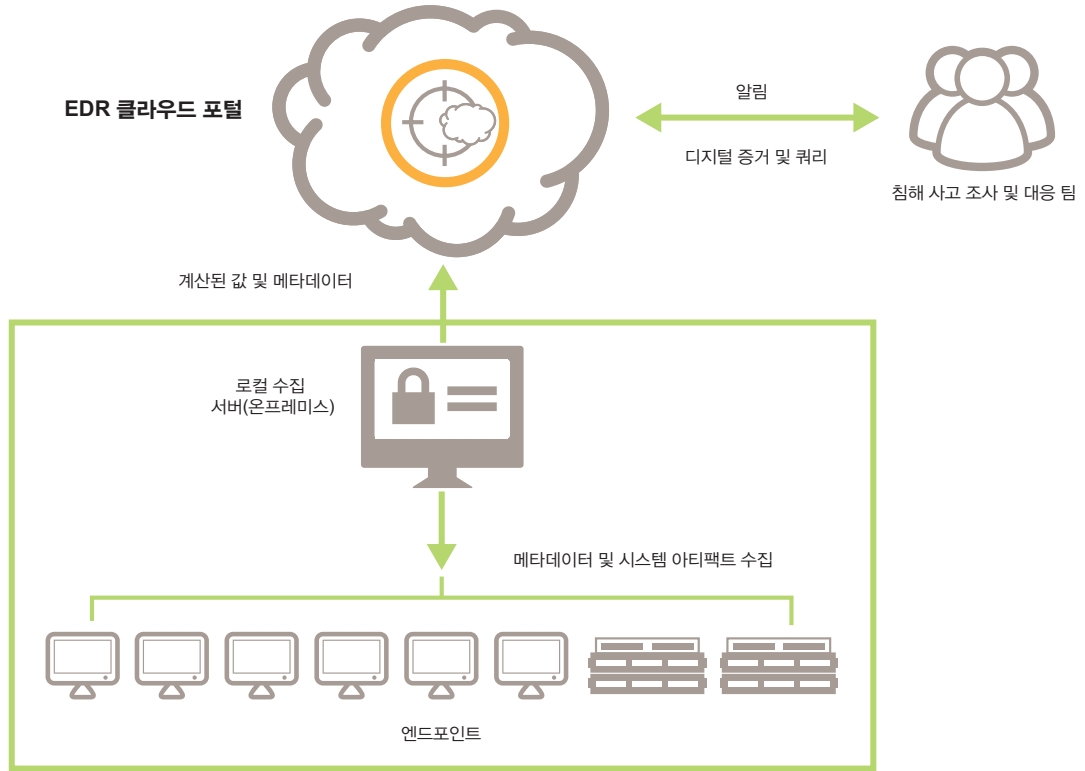 EDR 클라우드 포털
알림
디지털 증거 및 쿼리
침해 사고 조사 및 대응 팀
계산된 값 및 메타데이터
로컬 수집
서버(온프레미스)
메타데이터 및 시스템 아티팩트 수집
엔드포인트